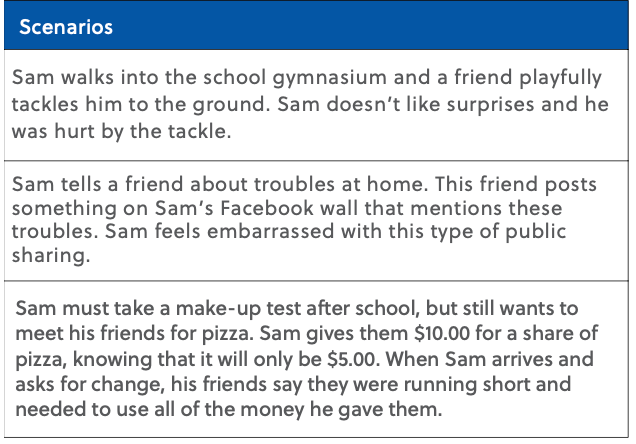 Scenarios
Sam walks into the school gymnasium and a friend playfully
tackles him to the ground. Sam doesn't like surprises and he
was hurt by the tackle.
Sam tells a friend about troubles at home. This friend posts
something on Sam's Facebook wall that mentions these
troubles. Sam feels embarrassed with this type of public
sharing.
Sam must take a make-up test after school, but still wants to
meet his friends for pizza. Sam gives them $10.00 for a share of
pizza, knowing that it will only be $5.00. When Sam arrives and
asks for change, his friends say they were running short and
needed to use all of the money he gave them.